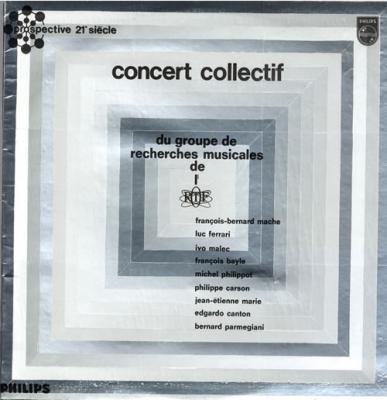 prospective 21e siècle
PHILIPS
concert collectif
du groupe de
recherches musicales
de
l'
RTF
françois-bernard mache
luc ferrari
ivo malec
françois bayle
michel philippot
philippe carson
jean-étienne marie
edgardo canton
bernard parmegiani
PHILIPS